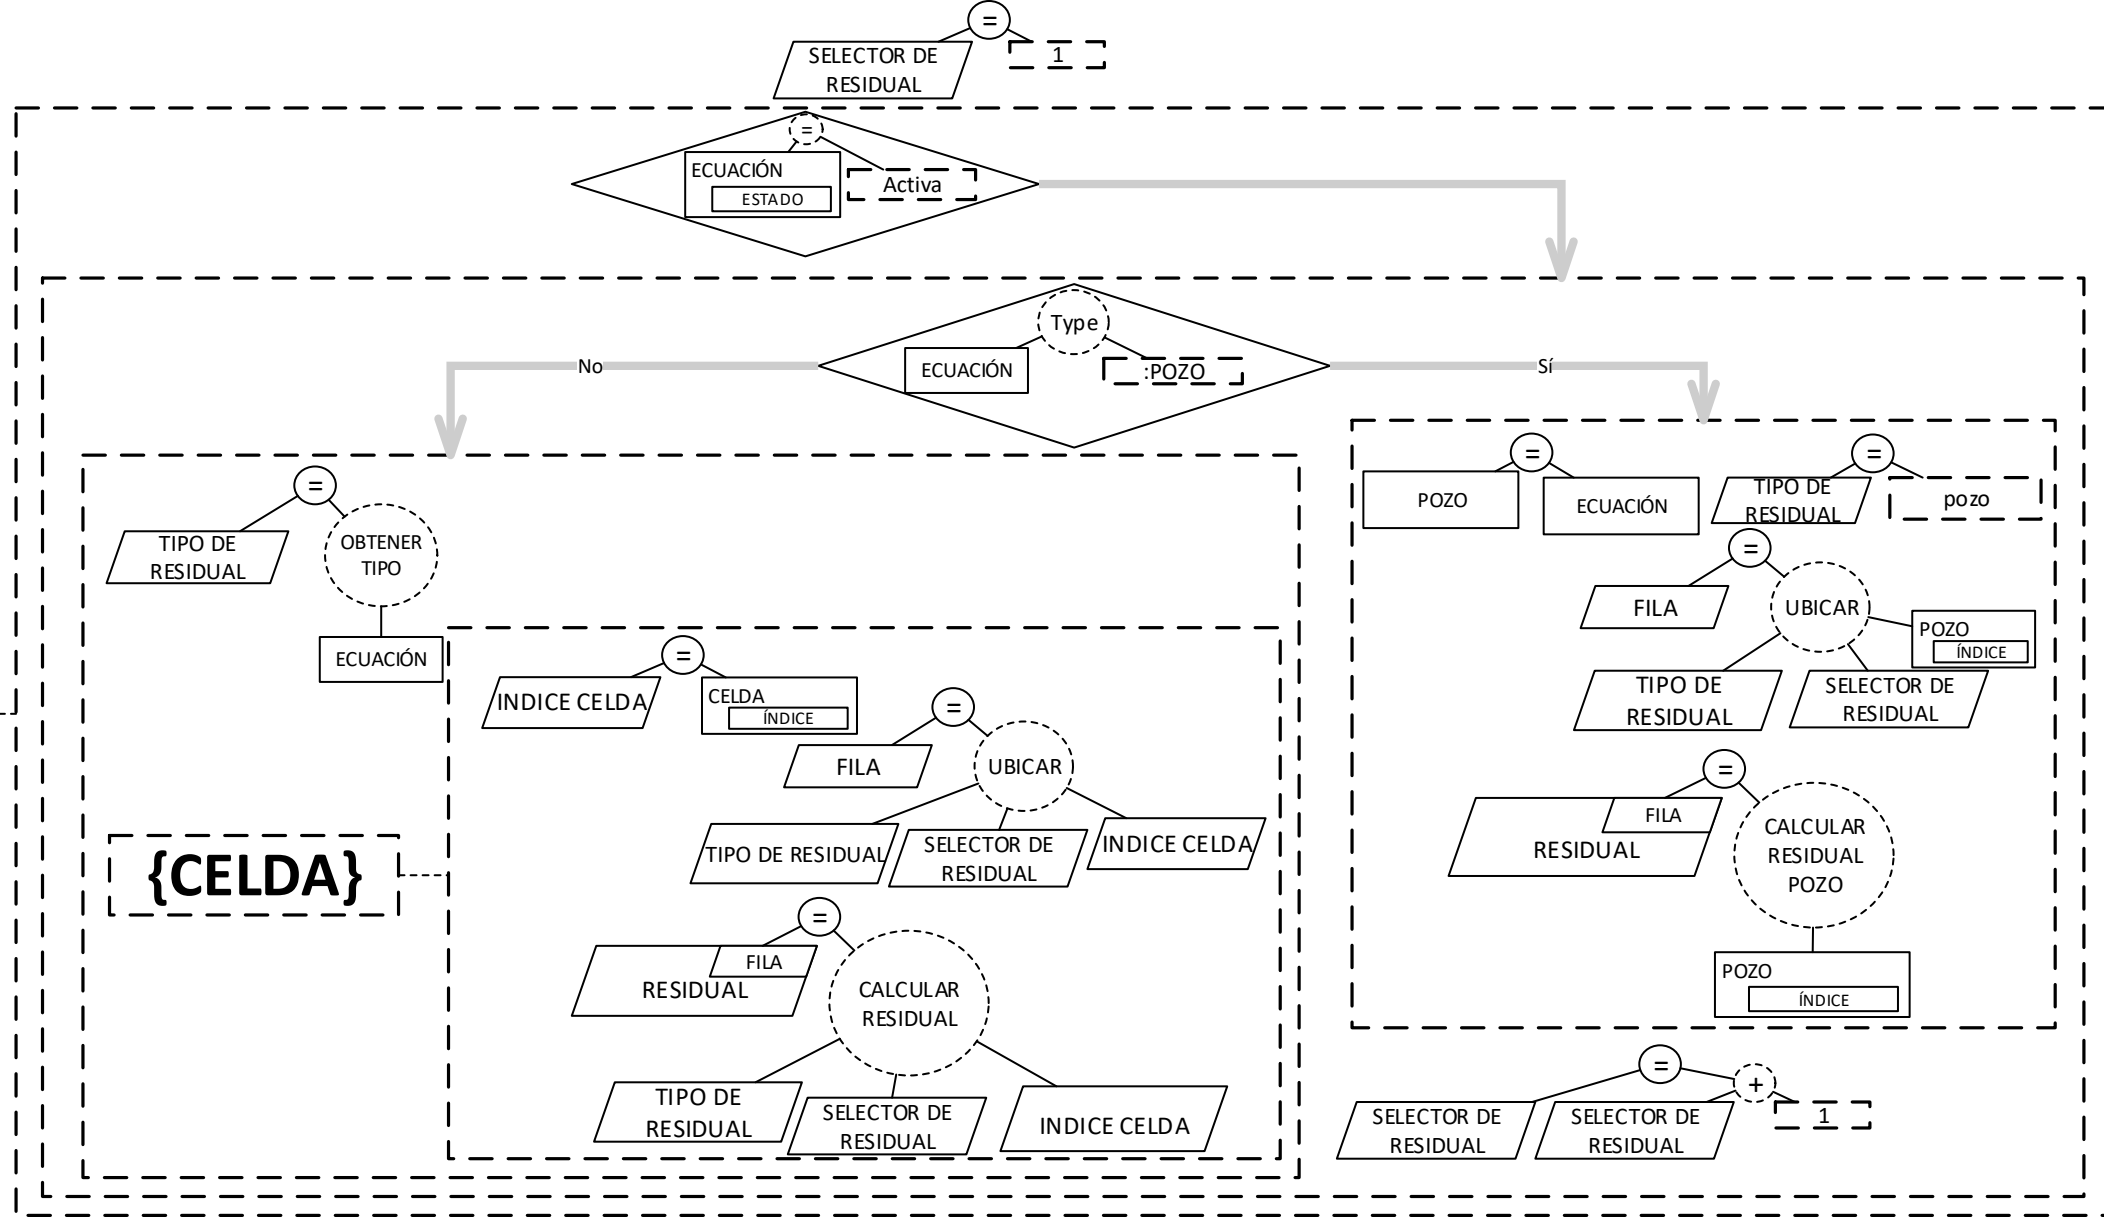 =
SELECTOR DE
RESIDUAL
1
=
ECUACIÓN
ESTADO
Activa
Type
ECUACIÓN
:POZO
No
Sí
=
TIPO DE
RESIDUAL
OBTENER
TIPO
ECUACIÓN
{CELDA}
=
INDICE CELDA
CELDA
ÍNDICE
=
FILA
UBICAR
TIPO DE RESIDUAL
SELECTOR DE
RESIDUAL
INDICE CELDA
=
FILA
RESIDUAL
CALCULAR
RESIDUAL
TIPO DE
RESIDUAL
SELECTOR DE
RESIDUAL
INDICE CELDA
=
POZO
ECUACIÓN
=
TIPO DE
RESIDUAL
pozo
=
FILA
UBICAR
POZO
ÍNDICE
TIPO DE
RESIDUAL
SELECTOR DE
RESIDUAL
=
FILA
RESIDUAL
CALCULAR
RESIDUAL
POZO
POZO
ÍNDICE
=
+
SELECTOR DE
RESIDUAL
SELECTOR DE
RESIDUAL
1